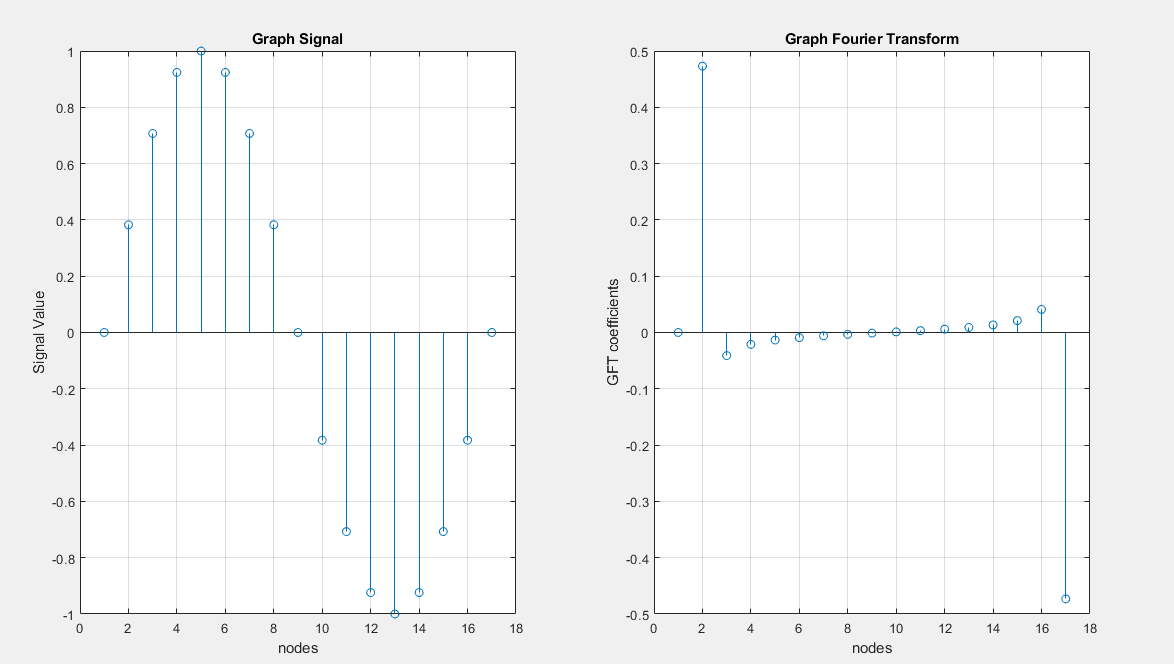 Graph Signal
1
0.8
0.6
0.4
0.2
0
-0.2
-0.4
-0.6
-0.8
-1
Signal Value
0 2 4 6 8 10 12 14 16 18
nodes
Graph Fourier Transform
0.5
0.4
0.3
0.2
0.1
0
-0.1
-0.2
-0.3
-0.4
-0.5
GFT coefficients
0 2 4 6 8 10 12 14 16 18
nodes